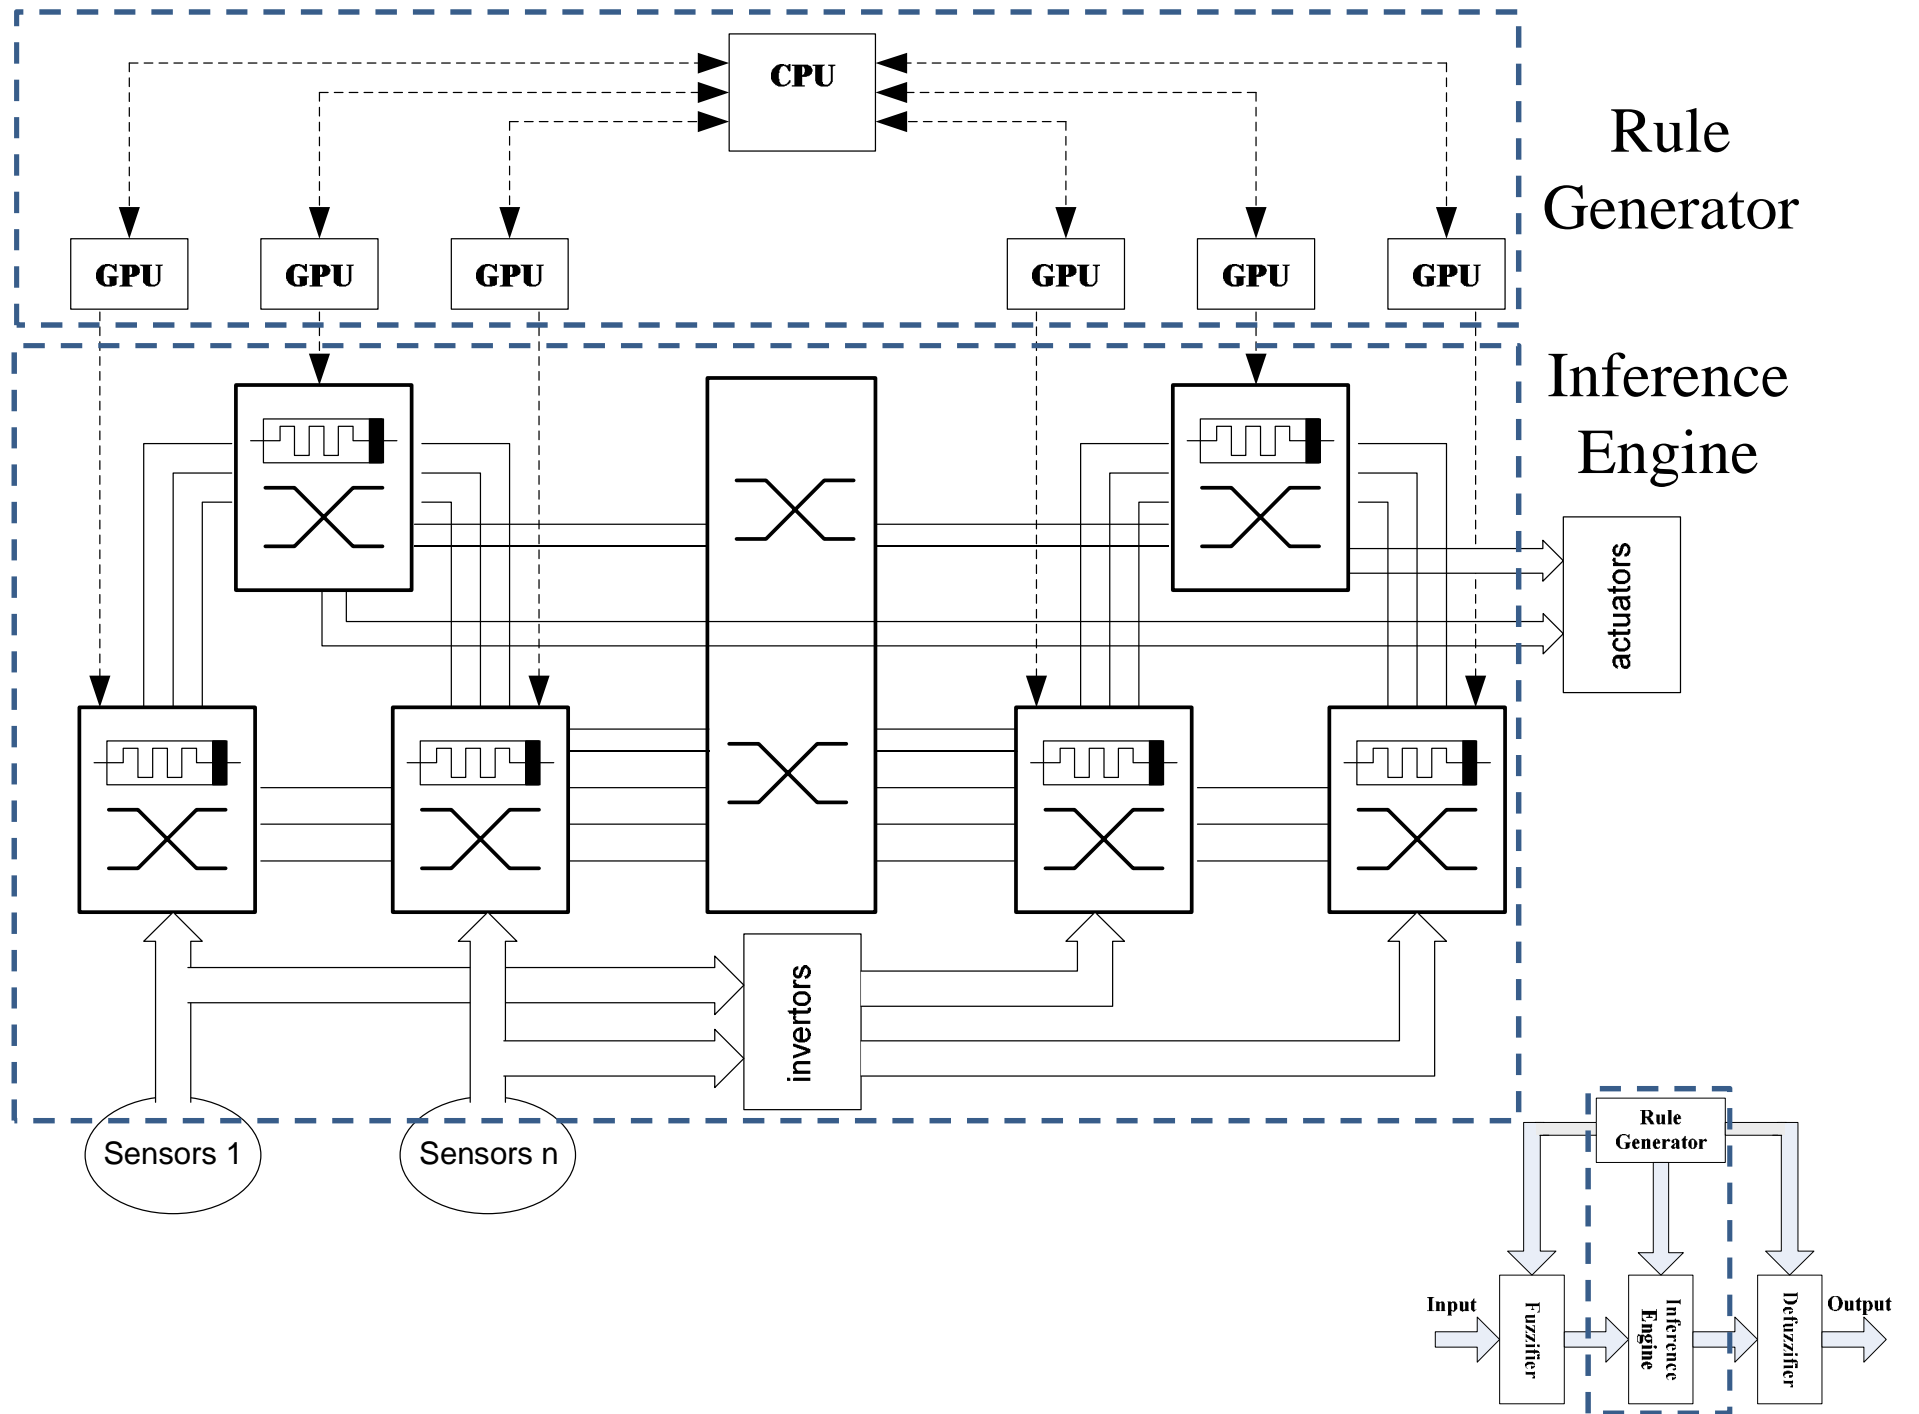 CPU
Rule
Generator
GPU
GPU
GPU
GPU
GPU
GPU
Inference
Engine
actuators
invertors
Sensors 1
Sensors n
Rule
Generator
Input
Fuzzifier
Inference
Engine
Defuzzifier
Output